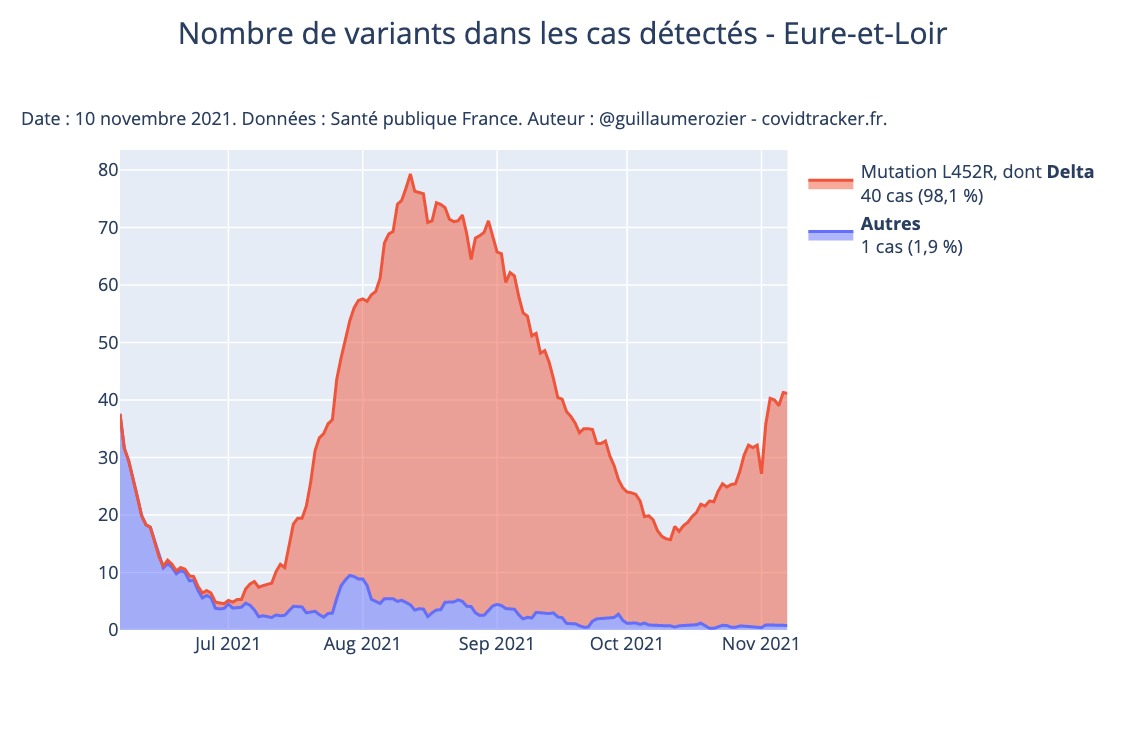 Nombre de variants dans les cas détectés - Eure-et-Loir
Date : 10 novembre 2021. Données : Santé publique France. Auteur : @guillaumerozier - covidtracker.fr.
80
70
60
50
40
30
20
10
0
Jul 2021
Aug 2021
Sep 2021
Oct 2021
Nov 2021
Mutation L452R, dont Delta
40 cas (98,1 %)
Autres
1 cas (1,9 %)